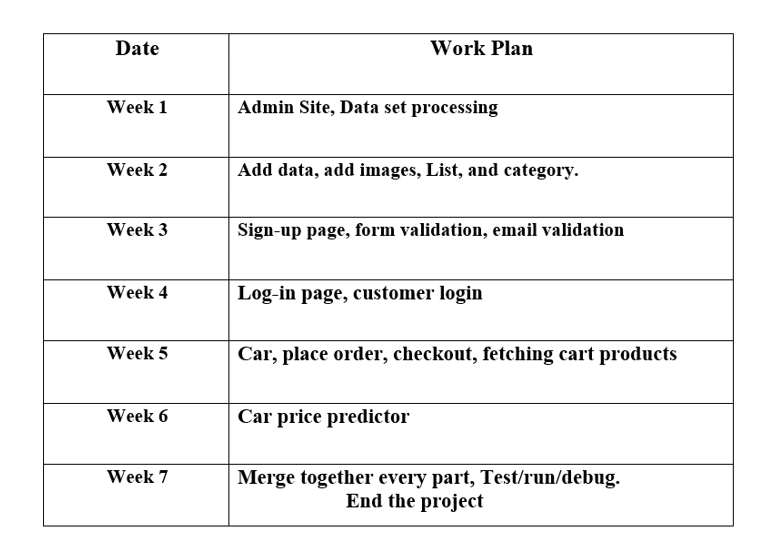 Date Work Plan
Week 1 Admin Site, Data set processing
Week 2 Add data, add images, List, and category.
Week 3 Sign-up page, form validation, email validation
Week 4 Log-in page, customer login
Week 5 Car, place order, checkout, fetching cart products
Week 6 Car price predictor
Week 7 Merge together every part, Test/run/debug.
End the project